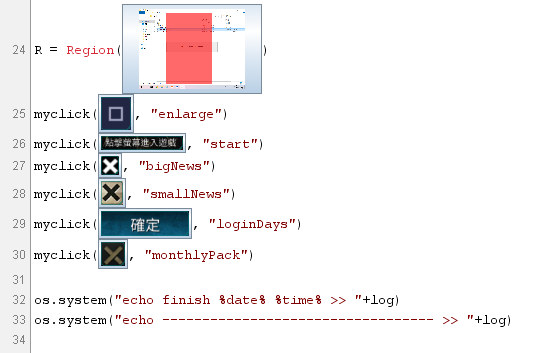 24 R = Region( )
25 myclick( , "enlarge")
26 myclick(點擊螢幕進入遊戲, "start")
27 myclick( , "bigNews")
28 myclick( , "smallNews")
29 myclick(確定, "loginDays")
30 myclick( , "monthlyPack")
31
32 os.system("echo finish %date% %time% >> "+log)
33 os.system("echo --------------------------------- >> "+log)
34